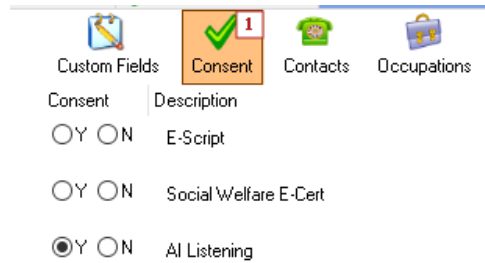 1
Custom Fields Consent Contacts Occupations
Consent Description
Y N E-Script
Y N Social Welfare E-Cert
Y N AI Listening